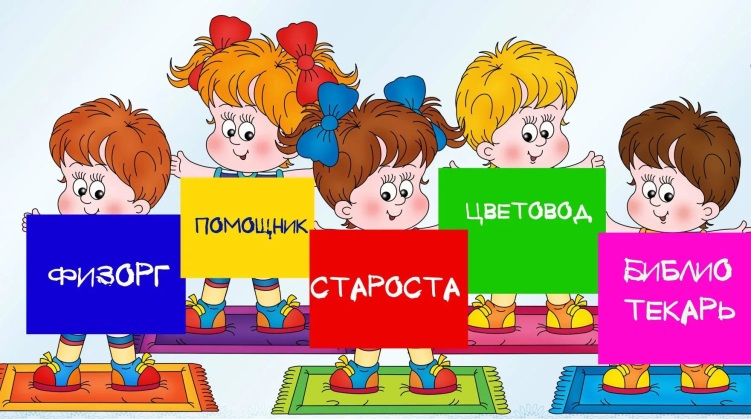 ФИЗОРГ
ПОМОЩНИК
СТАРОСТА
ЦВЕТОВОД
БИБЛИО
ТЕКАРЬ